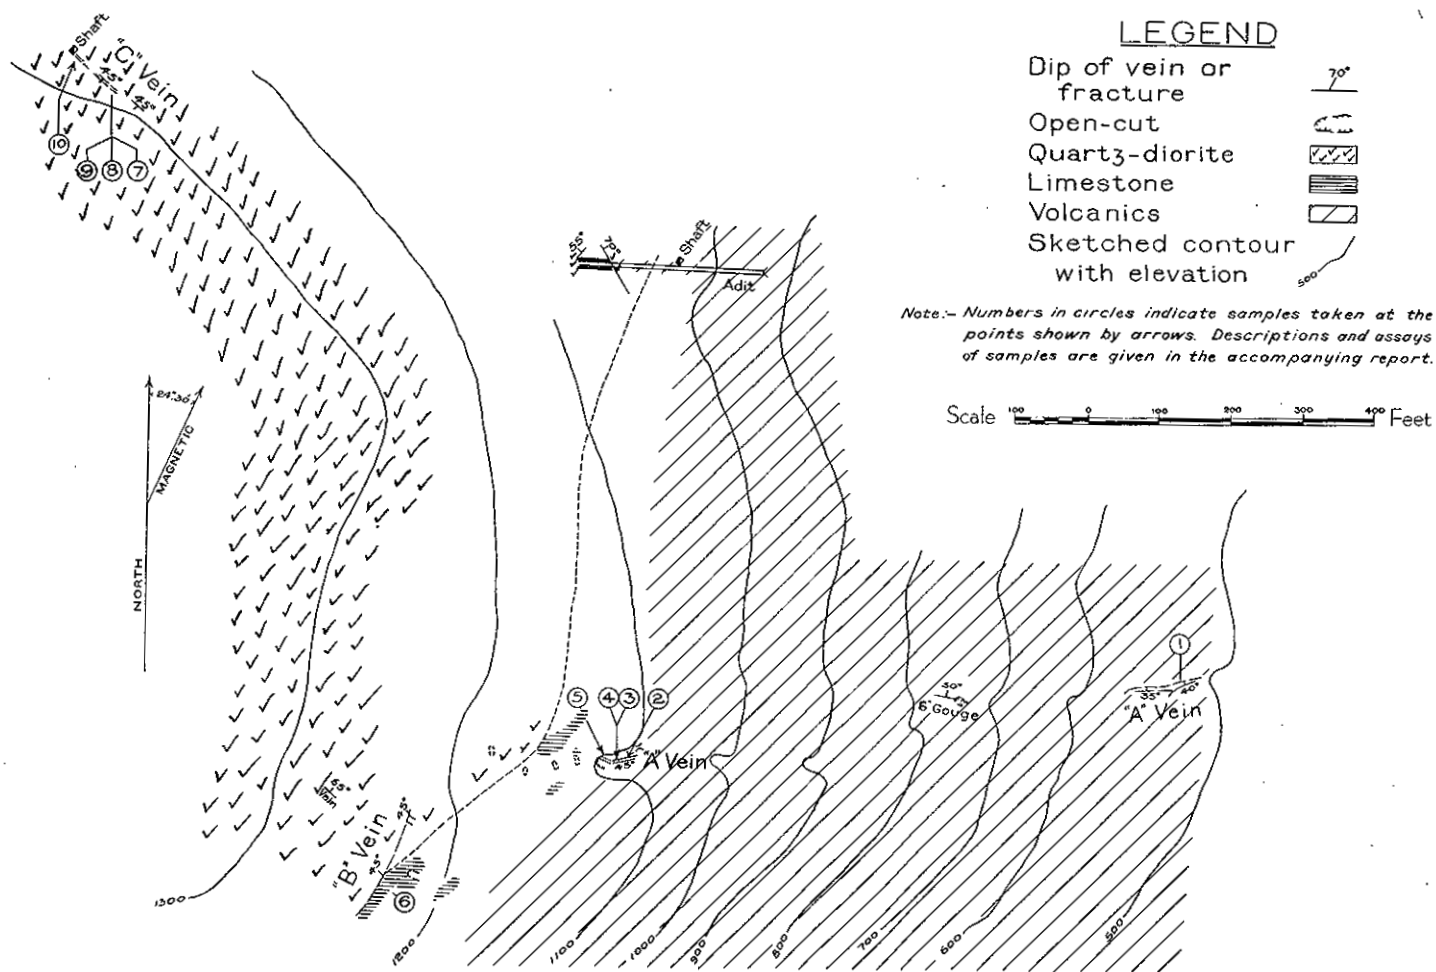 LEGEND
Dip of vein or
fracture
70°
Open-cut
Quartz-diorite
Limestone
Volcanics
Sketched contour
with elevation
500
Note:- Numbers in circles indicate samples taken at the
points shown by arrows. Descriptions and assays
of samples are given in the accompanying report.
Scale 100 0 100 200 300 400 Feet
Shaft
"C" Vein
45°
45°
10
9 8 7
55°
70°
Shaft
Adit
24°30'
MAGNETIC
NORTH
1
35° 40°
"A" Vein
50°
6" Gouge
5 4 3 2
45°
"A" Vein
55°
Vein
"B" Vein
45°
45°
6
1300
1200
1100
1000
900
800
700
600
500